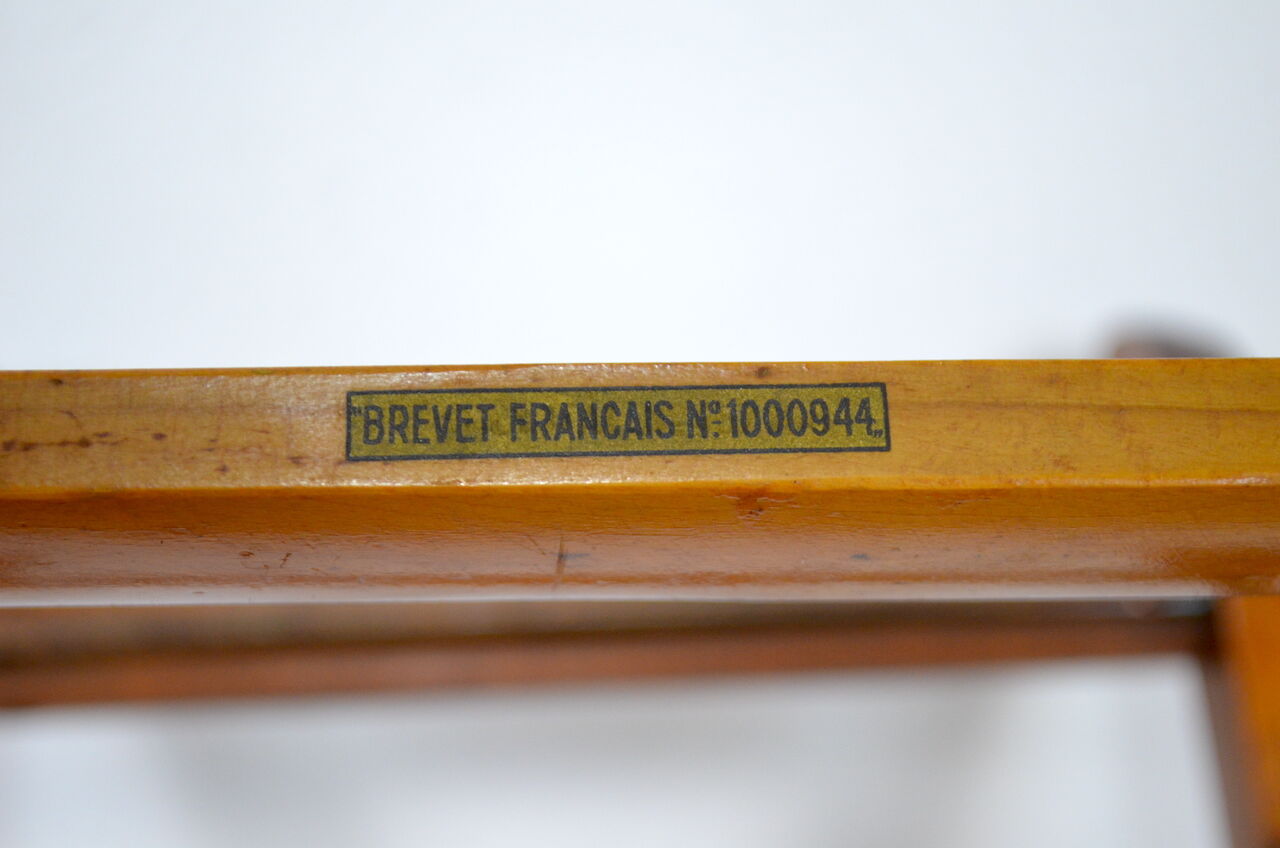 "BREVET FRANCAIS Nº 1000944„